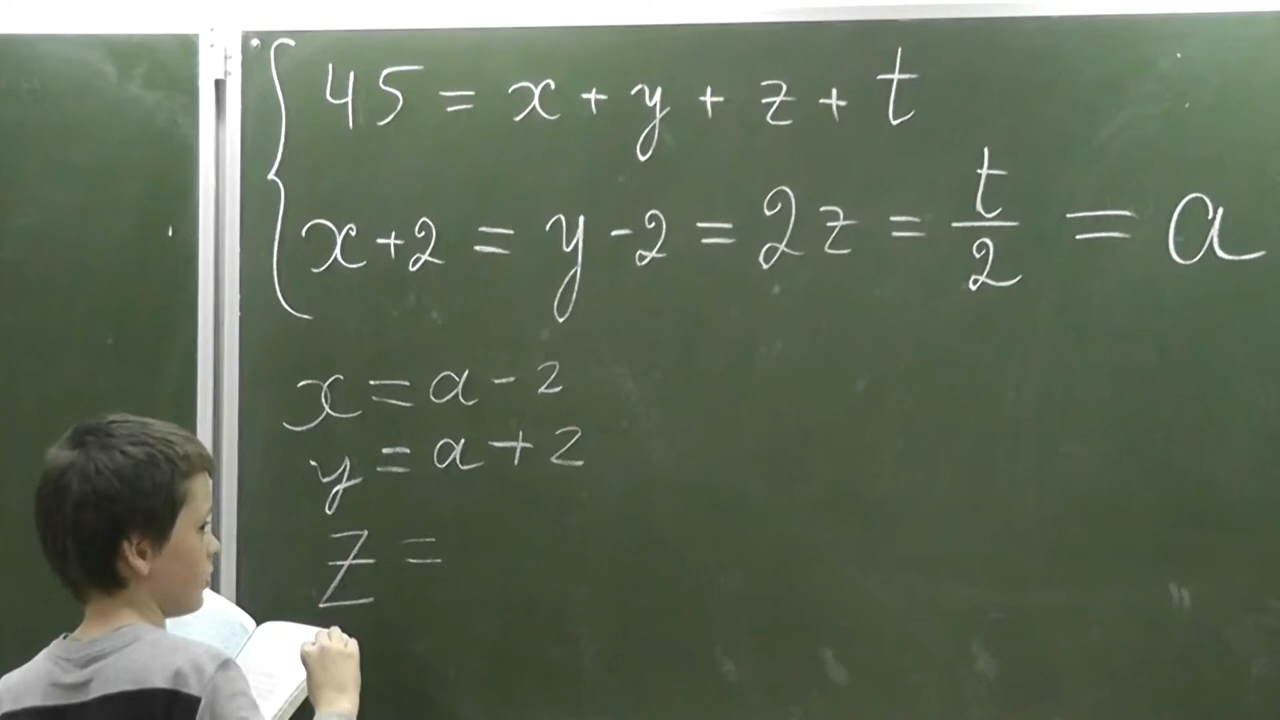 45 = x + y + z + t
x + 2 = y - 2 = 2z = t/2 = a
x = a - 2
y = a + 2
z =